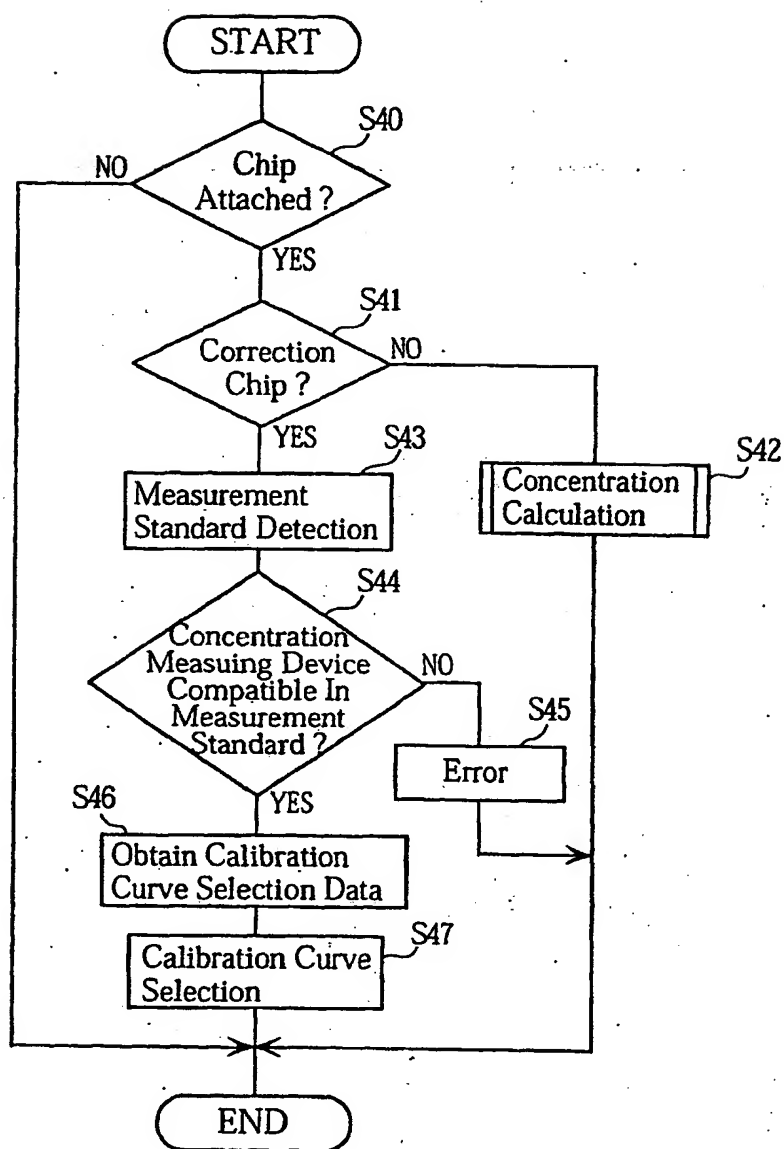 START
S40
NO
Chip
Attached ?
YES
S41
Correction
Chip ?
NO
YES
S43
Measurement
Standard Detection
S42
Concentration
Calculation
S44
Concentration
Measuing Device
Compatible In
Measurement
Standard ?
NO
S45
Error
YES
S46
Obtain Calibration
Curve Selection Data
S47
Calibration Curve
Selection
END